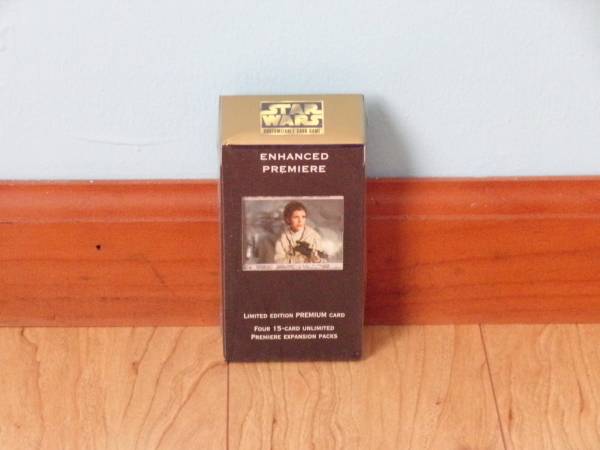 STAR
WARS
CUSTOMIZABLE CARD GAME
ENHANCED
PREMIERE
LIMITED EDITION PREMIUM CARD
FOUR 15-CARD UNLIMITED
PREMIERE EXPANSION PACKS